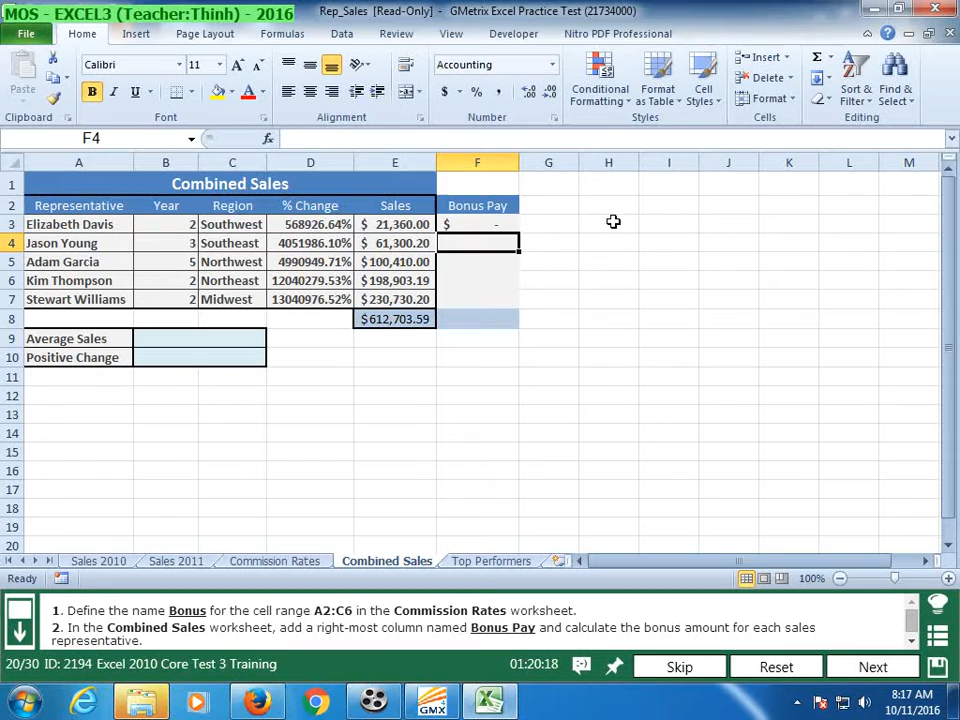 MOS - EXCEL3 (Teacher:Thinh) - 2016
Rep_Sales [Read-Only] - GMetrix Excel Practice Test (21734000)
File Home Insert Page Layout Formulas Data Review View Developer Nitro PDF Professional
Paste Calibri 11 Accounting Conditional Formatting Format as Table Cell Styles Insert Delete Format Sort & Filter Find & Select
B I U A $ % , .0 .00 Σ
Clipboard Font Alignment Number Styles Cells Editing
F4 fx
A B C D E F G H I J K L M
1 Combined Sales
2 Representative Year Region % Change Sales Bonus Pay
3 Elizabeth Davis 2 Southwest 568926.64% $ 21,360.00 $ -
4 Jason Young 3 Southeast 4051986.10% $ 61,300.20
5 Adam Garcia 5 Northwest 4990949.71% $100,410.00
6 Kim Thompson 2 Northeast 12040279.53% $198,903.19
7 Stewart Williams 2 Midwest 13040976.52% $230,730.20
8 $612,703.59
9 Average Sales
10 Positive Change
11
12
13
14
15
16
17
18
19
20
Sales 2010 Sales 2011 Commission Rates Combined Sales Top Performers
Ready 100%
1. Define the name Bonus for the cell range A2:C6 in the Commission Rates worksheet.
2. In the Combined Sales worksheet, add a right-most column named Bonus Pay and calculate the bonus amount for each sales
representative.
20/30 ID: 2194 Excel 2010 Core Test 3 Training 01:20:18 Skip Reset Next
GMX
8:17 AM
10/11/2016